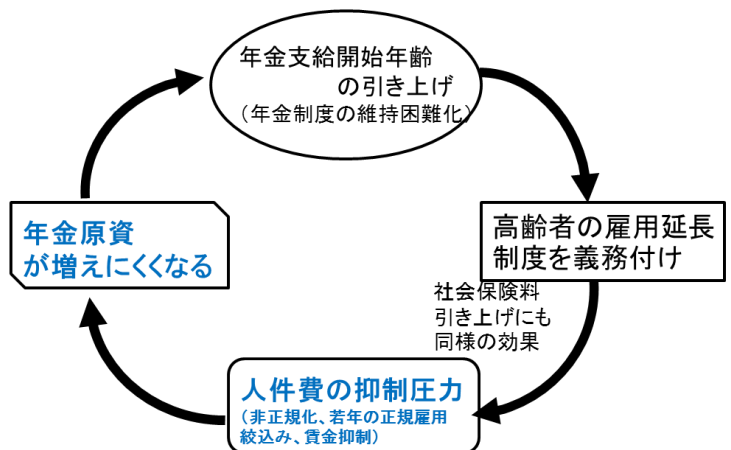 年金支給開始年齢
の引き上げ
（年金制度の維持困難化）
高齢者の雇用延長
制度を義務付け
社会保険料
引き上げにも
同様の効果
人件費の抑制圧力
（非正規化、若年の正規雇用
絞込み、賃金抑制）
年金原資
が増えにくくなる